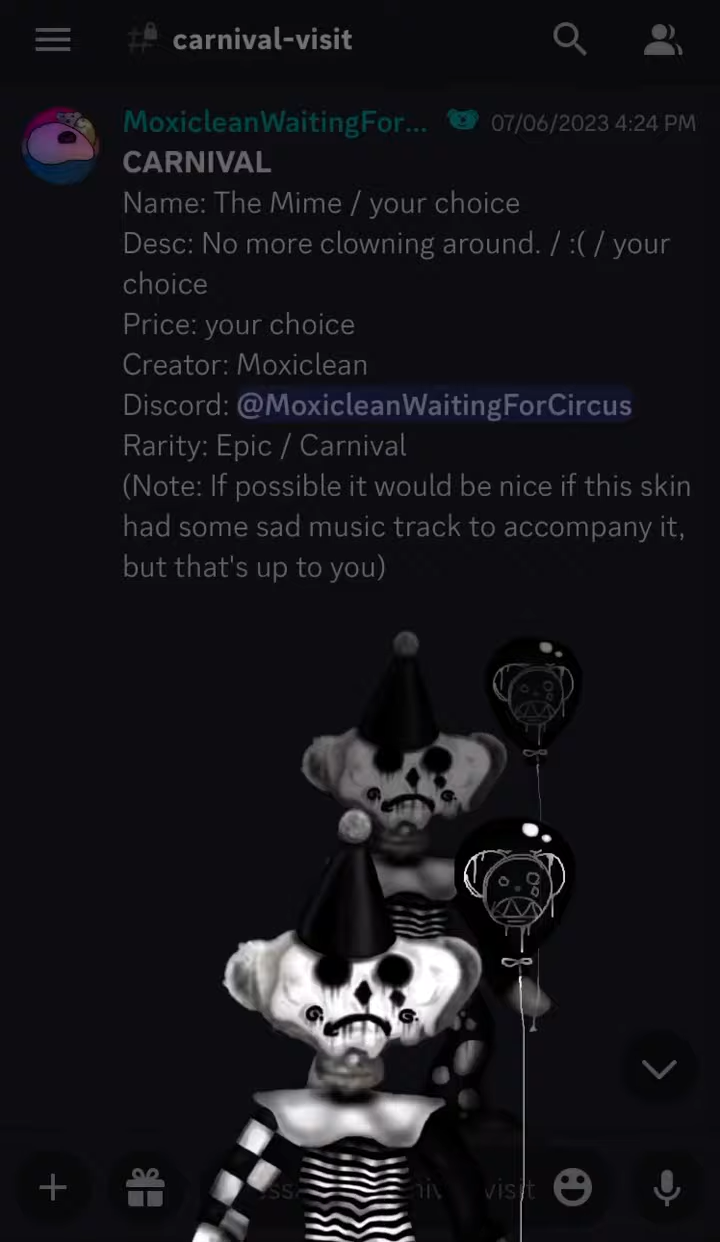 carnival-visit
MoxicleanWaitingFor... 07/06/2023 4:24 PM
CARNIVAL
Name: The Mime / your choice
Desc: No more clowning around. / :( / your
choice
Price: your choice
Creator: Moxiclean
Discord: @MoxicleanWaitingForCircus
Rarity: Epic / Carnival
(Note: If possible it would be nice if this skin
had some sad music track to accompany it,
but that's up to you)
visit